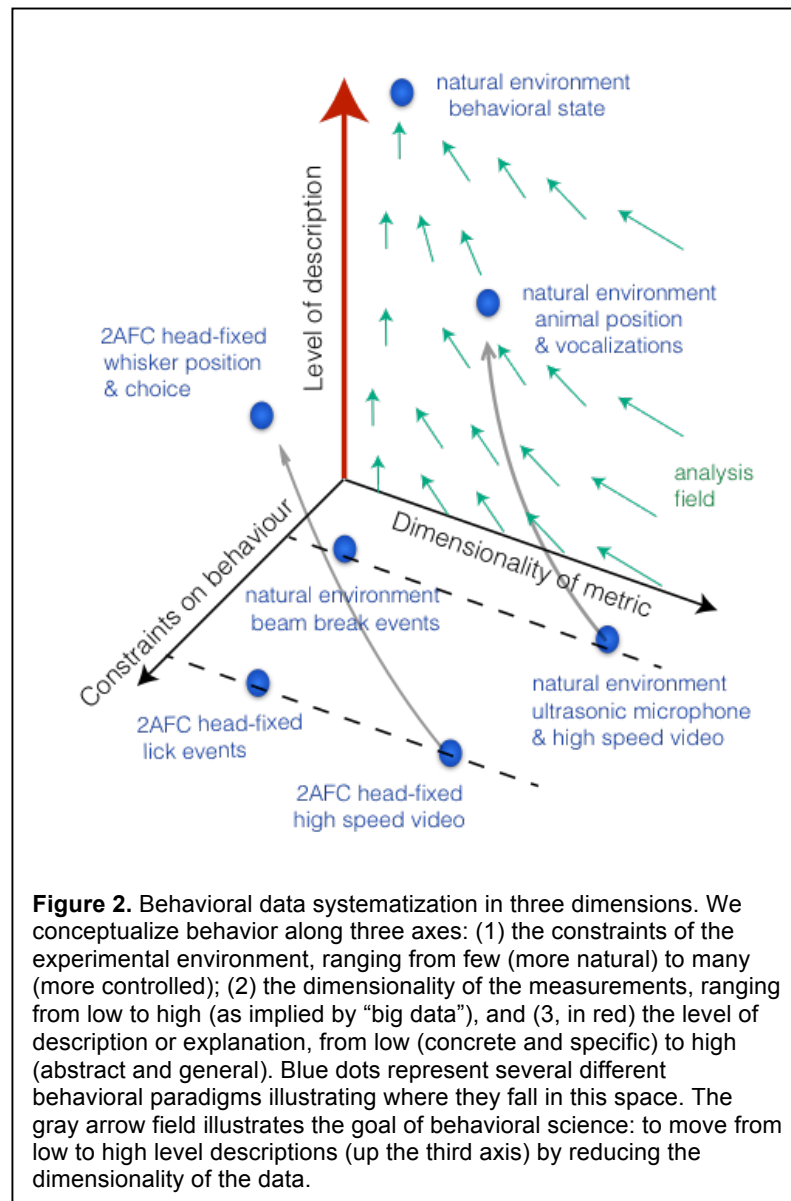 natural environment
behavioral state
Level of description
natural environment
animal position
& vocalizations
2AFC head-fixed
whisker position
& choice
analysis
field
Dimensionality of metric
Constraints on behaviour
natural environment
beam break events
natural environment
ultrasonic microphone
& high speed video
2AFC head-fixed
lick events
2AFC head-fixed
high speed video
Figure 2. Behavioral data systematization in three dimensions. We
conceptualize behavior along three axes: (1) the constraints of the
experimental environment, ranging from few (more natural) to many
(more controlled); (2) the dimensionality of the measurements, ranging
from low to high (as implied by “big data”), and (3, in red) the level of
description or explanation, from low (concrete and specific) to high
(abstract and general). Blue dots represent several different
behavioral paradigms illustrating where they fall in this space. The
gray arrow field illustrates the goal of behavioral science: to move from
low to high level descriptions (up the third axis) by reducing the
dimensionality of the data.